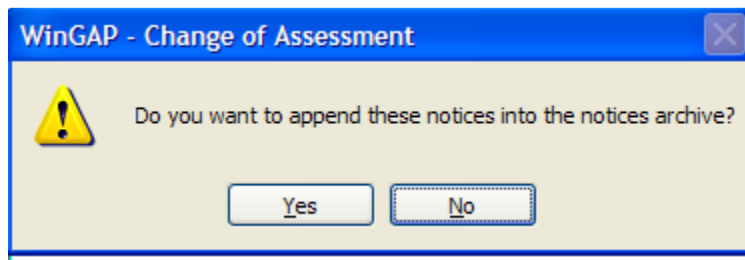 WinGAP - Change of Assessment
Do you want to append these notices into the notices archive?
Yes No